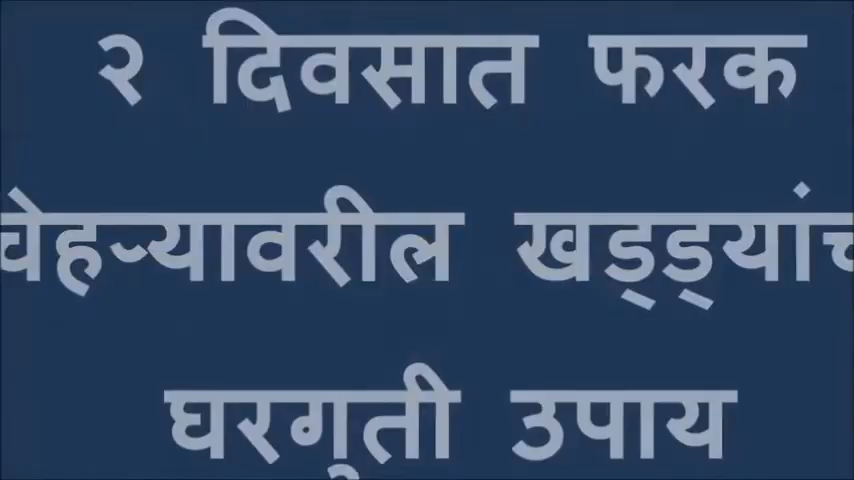 २ दिवसात फरक
चेहऱ्यावरील खड्ड्यांच
घरगुती उपाय